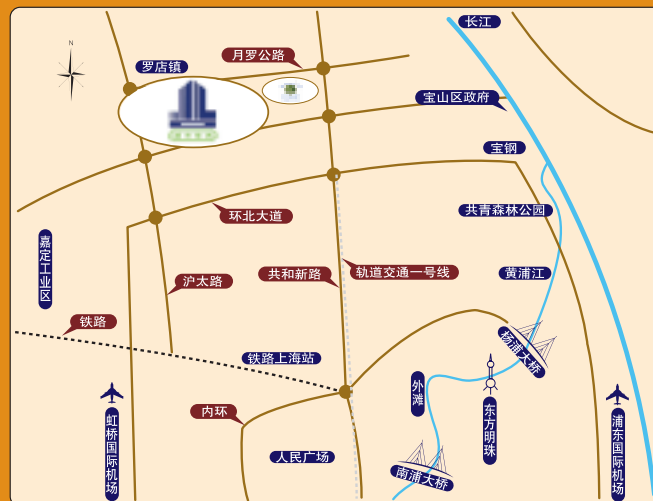 长江
N
月罗公路
罗店镇
宝山区政府
宝钢
共青森林公园
环北大道
嘉定工业区
沪太路
共和新路
轨道交通一号线
黄浦江
铁路
杨浦大桥
铁路上海站
外滩
东方明珠
虹桥国际机场
内环
浦东国际机场
人民广场
南浦大桥